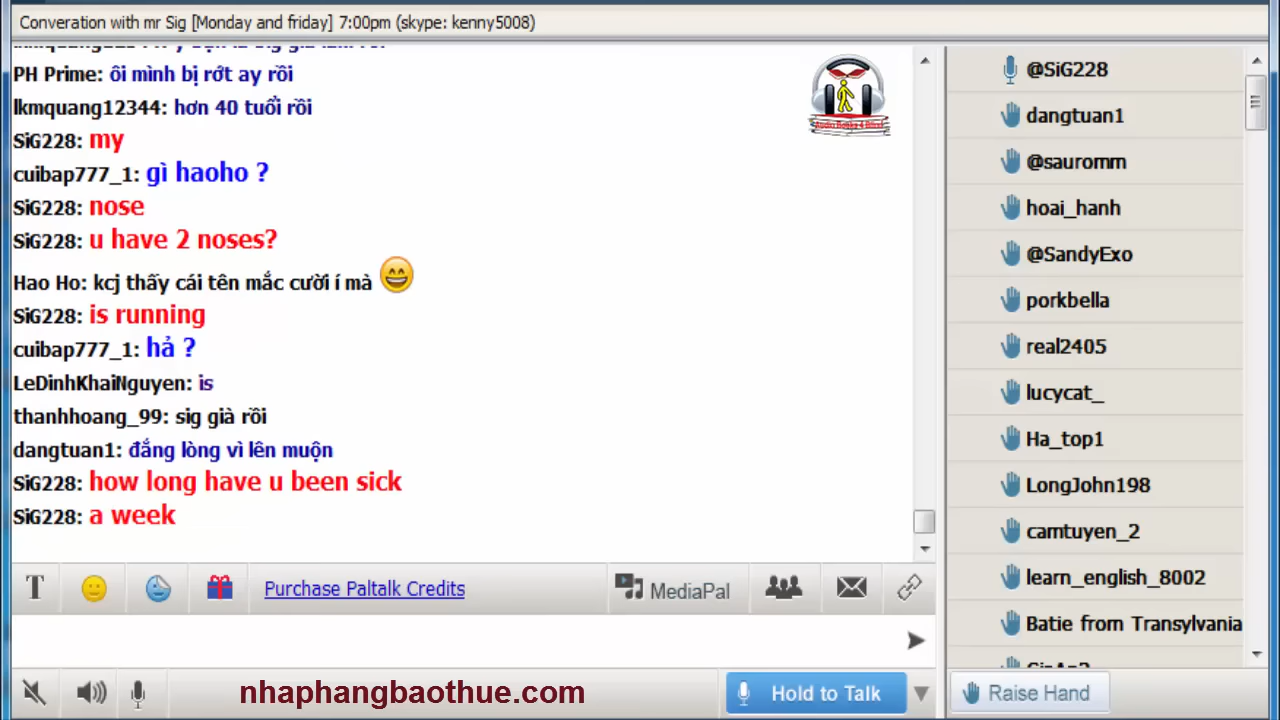 Converation with mr Sig [Monday and friday] 7:00pm (skype: kenny5008)
PH Prime: ôi mình bị rớt ay rồi
lkmquang12344: hơn 40 tuổi rồi
SiG228: my
cuibap777_1: gì haoho ?
SiG228: nose
SiG228: u have 2 noses?
Hao Ho: kcj thấy cái tên mắc cười í mà
SiG228: is running
cuibap777_1: hả ?
LeDinhKhaiNguyen: is
thanhhoang_99: sig già rồi
dangtuan1: đắng lòng vì lên muộn
SiG228: how long have u been sick
SiG228: a week
T
Purchase Paltalk Credits
MediaPal
nhaphangbaothue.com
Hold to Talk
@SiG228
dangtuan1
@sauromm
hoai_hanh
@SandyExo
porkbella
real2405
lucycat_
Ha_top1
LongJohn198
camtuyen_2
learn_english_8002
Batie from Transylvania
Raise Hand